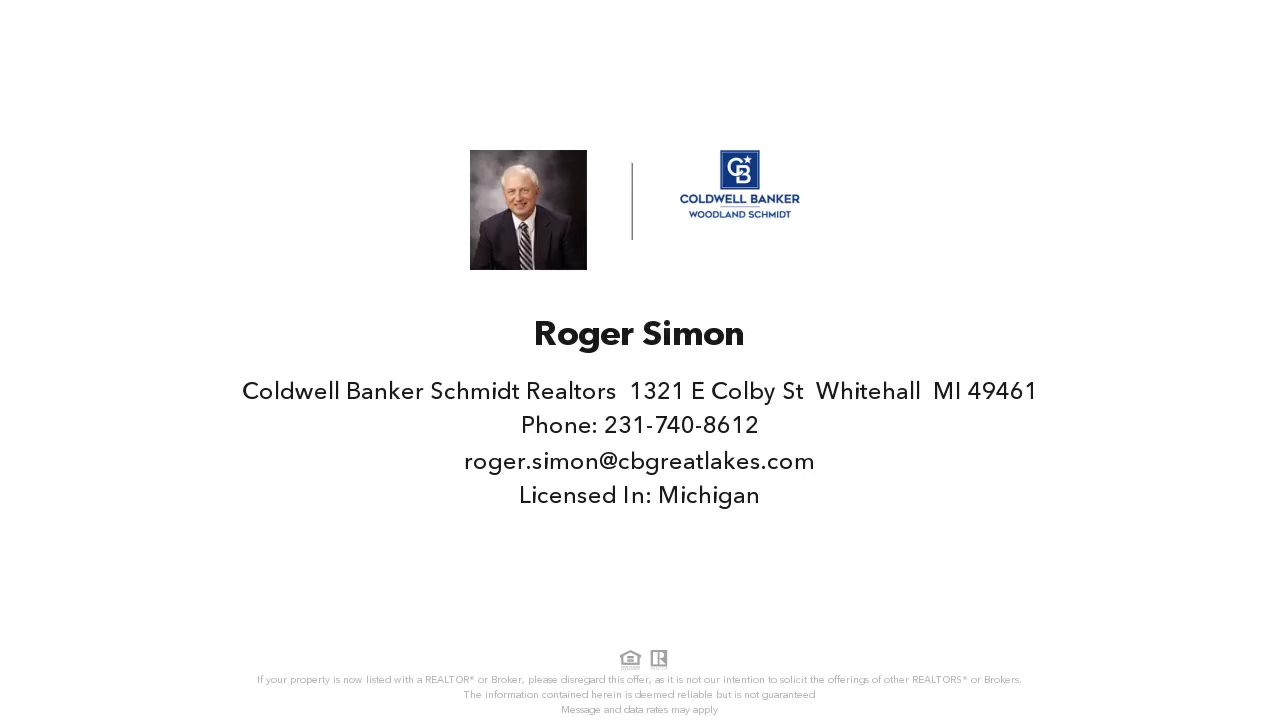 CB
COLDWELL BANKER
WOODLAND SCHMIDT
Roger Simon
Coldwell Banker Schmidt Realtors  1321 E Colby St  Whitehall  MI 49461
Phone: 231-740-8612
roger.simon@cbgreatlakes.com
Licensed In: Michigan
If your property is now listed with a REALTOR® or Broker, please disregard this offer, as it is not our intention to solicit the offerings of other REALTORS® or Brokers.
The information contained herein is deemed reliable but is not guaranteed
Message and data rates may apply